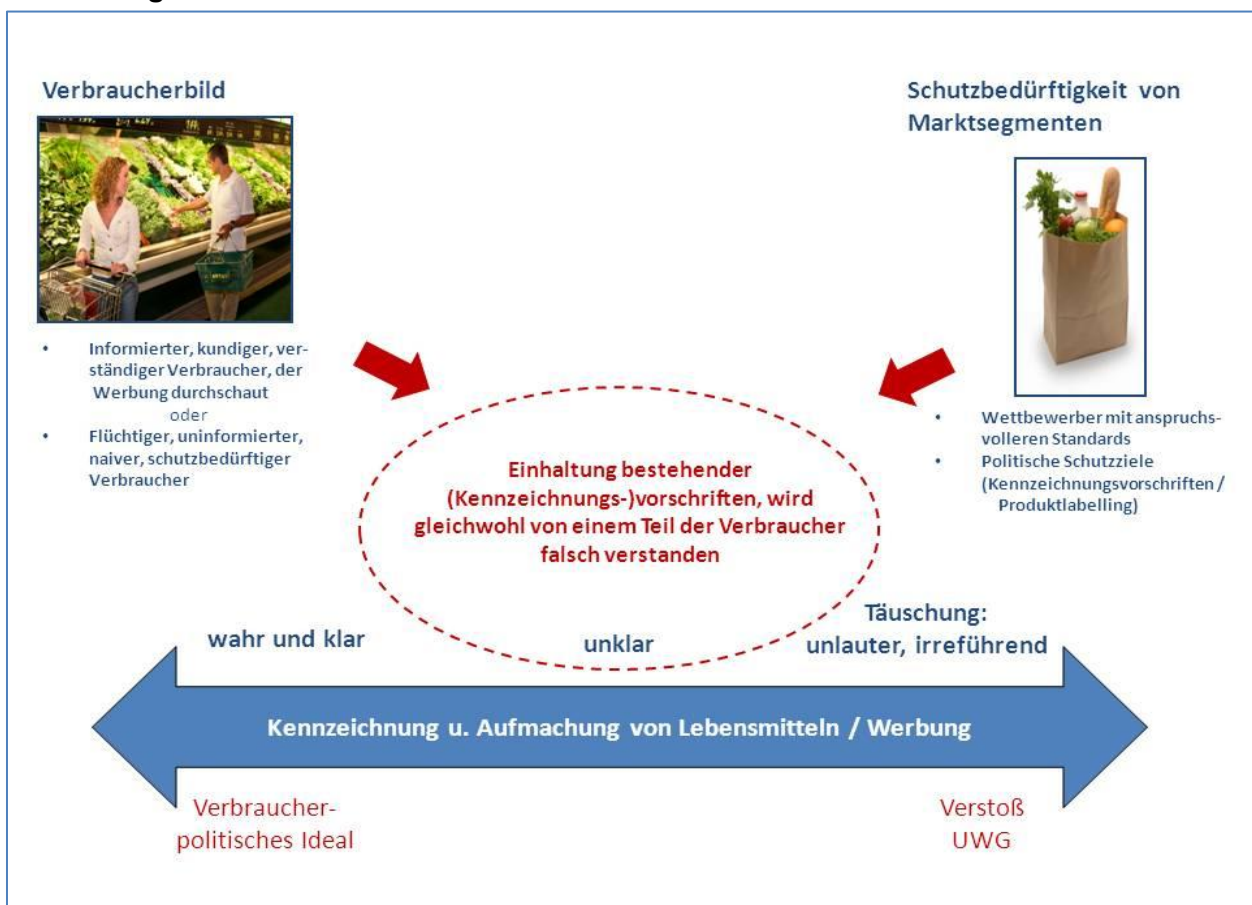 Verbraucherbild
Schutzbedürftigkeit von
Marktsegmenten
• Informierter, kundiger, ver-
ständiger Verbraucher, der
Werbung durchschaut
oder
• Flüchtiger, uninformierter,
naiver, schutzbedürftiger
Verbraucher
• Wettbewerber mit anspruchs-
volleren Standards
• Politische Schutzziele
(Kennzeichnungsvorschriften /
Produktlabelling)
Einhaltung bestehender
(Kennzeichnungs-)vorschriften, wird
gleichwohl von einem Teil der Verbraucher
falsch verstanden
wahr und klar
unklar
Täuschung:
unlauter, irreführend
Kennzeichnung u. Aufmachung von Lebensmitteln / Werbung
Verbraucher-
politisches Ideal
Verstoß
UWG